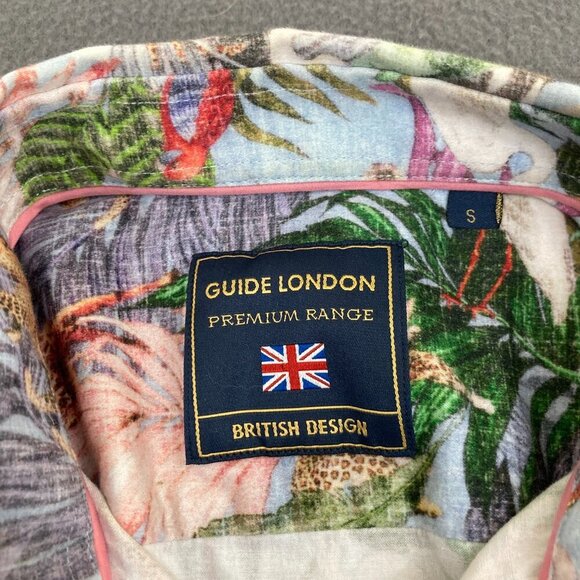 S
GUIDE LONDON
PREMIUM RANGE
BRITISH DESIGN